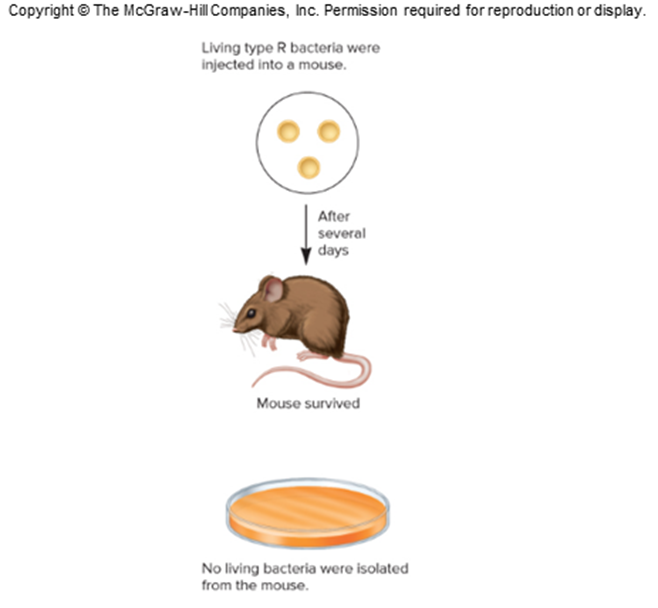 Copyright © The McGraw-Hill Companies, Inc. Permission required for reproduction or display.
Living type R bacteria were
injected into a mouse.
After
several
days
Mouse survived
No living bacteria were isolated
from the mouse.